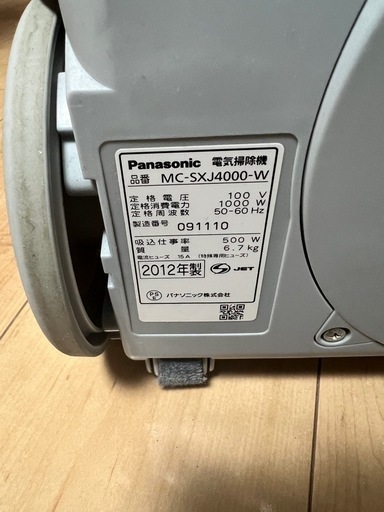 Panasonic 電気掃除機
品番 MC-SXJ4000-W
定格電圧 100 V
定格消費電力 1000 W
定格周波数 50-60 Hz
製造番号 091110
吸込仕事率 500 W
質量 6.7 kg
電流ヒューズ 15A (特殊専用ヒューズ)
2012年製 S JET
PS E
パナソニック株式会社